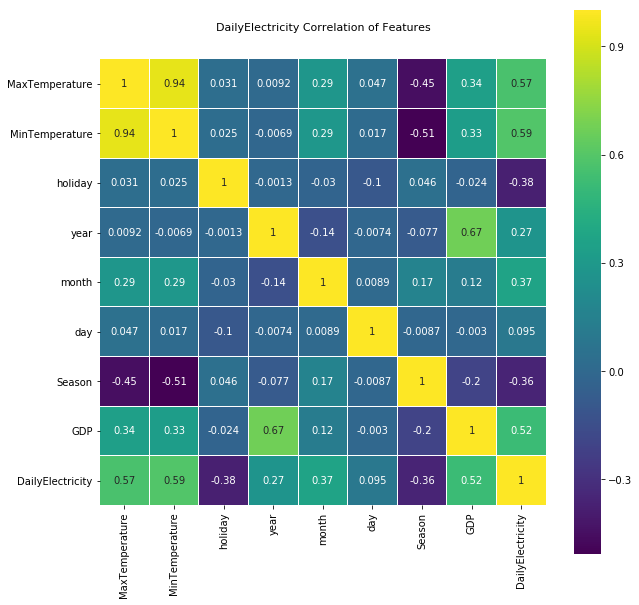 DailyElectricity Correlation of Features
MaxTemperature 1 0.94 0.031 0.0092 0.29 0.047 -0.45 0.34 0.57
MinTemperature 0.94 1 0.025 -0.0069 0.29 0.017 -0.51 0.33 0.59
holiday 0.031 0.025 1 -0.0013 -0.03 -0.1 0.046 -0.024 -0.38
year 0.0092 -0.0069 -0.0013 1 -0.14 -0.0074 -0.077 0.67 0.27
month 0.29 0.29 -0.03 -0.14 1 0.0089 0.17 0.12 0.37
day 0.047 0.017 -0.1 -0.0074 0.0089 1 -0.0087 -0.003 0.095
Season -0.45 -0.51 0.046 -0.077 0.17 -0.0087 1 -0.2 -0.36
GDP 0.34 0.33 -0.024 0.67 0.12 -0.003 -0.2 1 0.52
DailyElectricity 0.57 0.59 -0.38 0.27 0.37 0.095 -0.36 0.52 1
MaxTemperature
MinTemperature
holiday
year
month
day
Season
GDP
DailyElectricity
0.9
0.6
0.3
0.0
−0.3